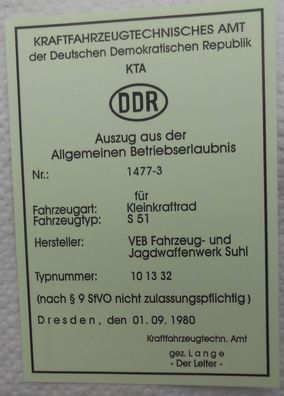 KRAFTFAHRZEUGTECHNISCHES AMT
der Deutschen Demokratischen Republik
KTA
DDR
Auszug aus der
Allgemeinen Betriebserlaubnis
Nr.: 1477-3
für
Fahrzeugart: Kleinkraftrad
Fahrzeugtyp: S 51
Hersteller: VEB Fahrzeug- und
Jagdwaffenwerk Suhl
Typnummer: 10 13 32
(nach § 9 StVO nicht zulassungspflichtig)
Dresden, den 01. 09. 1980
Kraftfahrzeugtechn. Amt
gez. Lange
- Der Leiter -